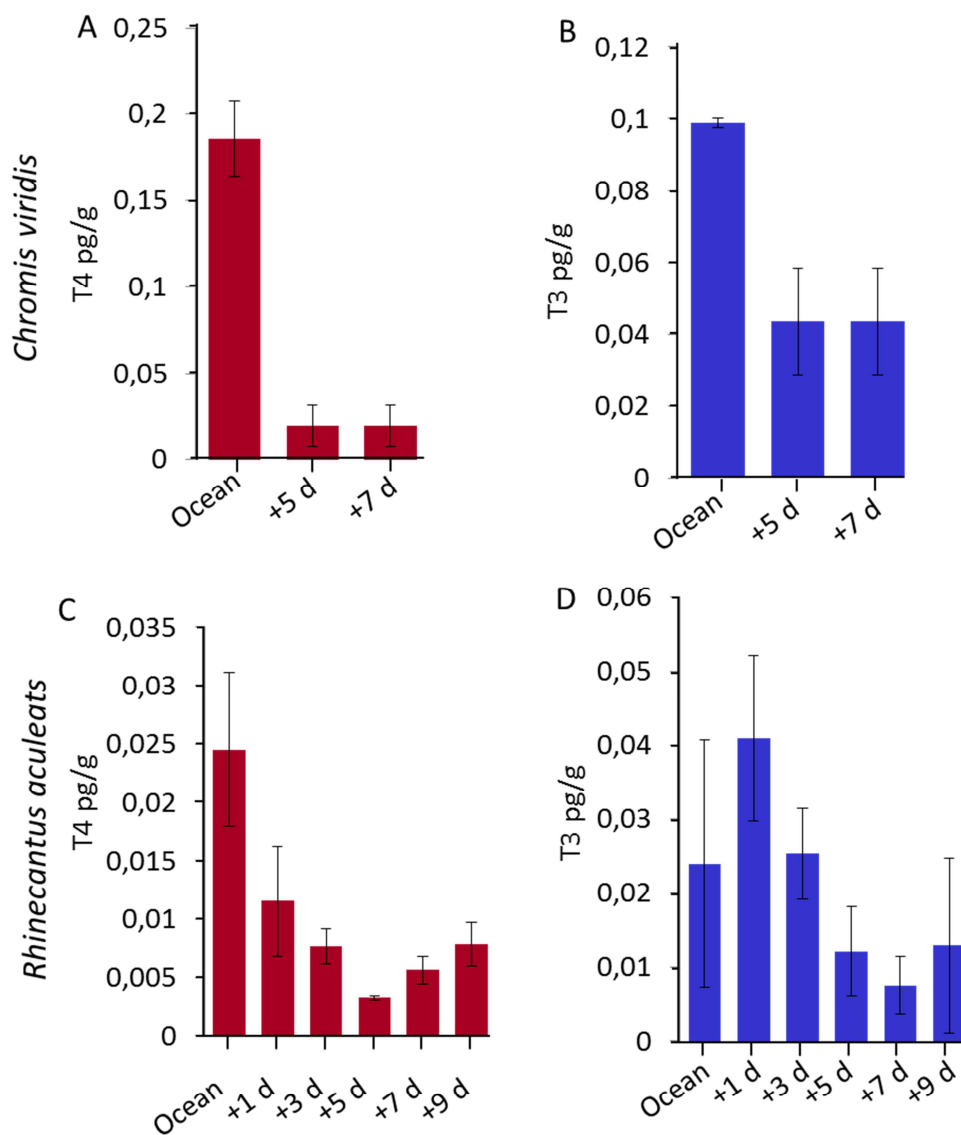 A
0,25
0,2
0,15
0,1
0,05
0
T4 pg/g
Ocean
+5 d
+7 d
Chromis viridis
B
0,12
0,1
0,08
0,06
0,04
0,02
0
T3 pg/g
Ocean
+5 d
+7 d
C
0,035
0,03
0,025
0,02
0,015
0,01
0,005
0
T4 pg/g
Ocean
+1 d
+3 d
+5 d
+7 d
+9 d
Rhinecantus aculeats
D
0,06
0,05
0,04
0,03
0,02
0,01
0
T3 pg/g
Ocean
+1 d
+3 d
+5 d
+7 d
+9 d